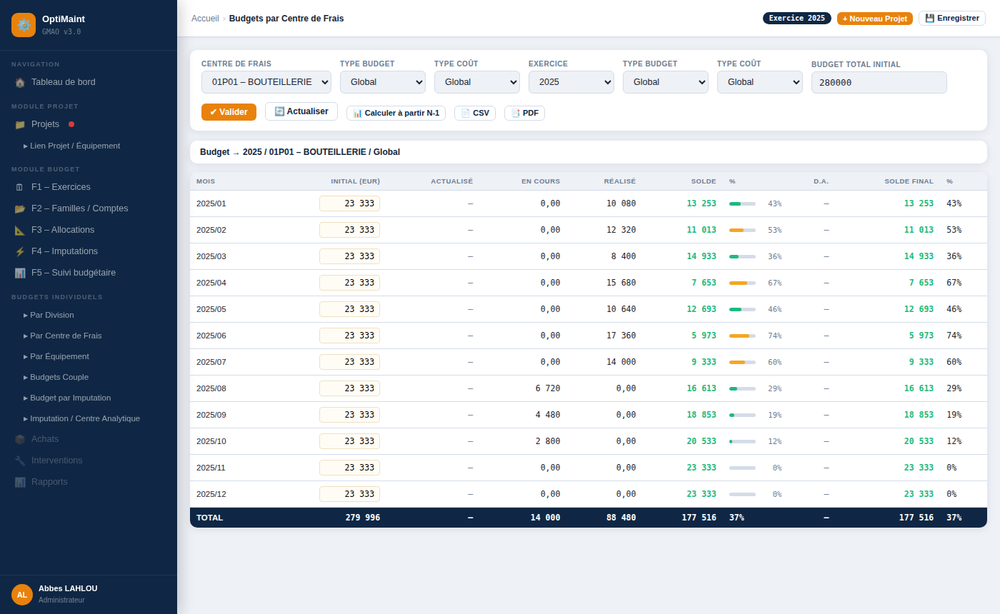 OptiMaint
GMAO v3.0
NAVIGATION
Tableau de bord
MODULE PROJET
Projets
▸ Lien Projet / Équipement
MODULE BUDGET
F1 – Exercices
F2 – Familles / Comptes
F3 – Allocations
F4 – Imputations
F5 – Suivi budgétaire
BUDGETS INDIVIDUELS
▸ Par Division
▸ Par Centre de Frais
▸ Par Équipement
▸ Budgets Couple
▸ Budget par Imputation
▸ Imputation / Centre Analytique
Achats
Interventions
Rapports
AL
Abbes LAHLOU
Administrateur
Accueil › Budgets par Centre de Frais
Exercice 2025
+ Nouveau Projet
Enregistrer
CENTRE DE FRAIS TYPE BUDGET TYPE COÛT EXERCICE TYPE BUDGET TYPE COÛT BUDGET TOTAL INITIAL
01P01 – BOUTEILLERIE Global Global 2025 Global Global 280000
✔ Valider Actualiser Calculer à partir N-1 CSV PDF
Budget → 2025 / 01P01 – BOUTEILLERIE / Global
MOIS INITIAL (EUR) ACTUALISÉ EN COURS RÉALISÉ SOLDE % D.A. SOLDE FINAL %
2025/01 23 333 — 0,00 10 080 13 253 43% — 13 253 43%
2025/02 23 333 — 0,00 12 320 11 013 53% — 11 013 53%
2025/03 23 333 — 0,00 8 400 14 933 36% — 14 933 36%
2025/04 23 333 — 0,00 15 680 7 653 67% — 7 653 67%
2025/05 23 333 — 0,00 10 640 12 693 46% — 12 693 46%
2025/06 23 333 — 0,00 17 360 5 973 74% — 5 973 74%
2025/07 23 333 — 0,00 14 000 9 333 60% — 9 333 60%
2025/08 23 333 — 6 720 0,00 16 613 29% — 16 613 29%
2025/09 23 333 — 4 480 0,00 18 853 19% — 18 853 19%
2025/10 23 333 — 2 800 0,00 20 533 12% — 20 533 12%
2025/11 23 333 — 0,00 0,00 23 333 0% — 23 333 0%
2025/12 23 333 — 0,00 0,00 23 333 0% — 23 333 0%
TOTAL 279 996 — 14 000 88 480 177 516 37% — 177 516 37%